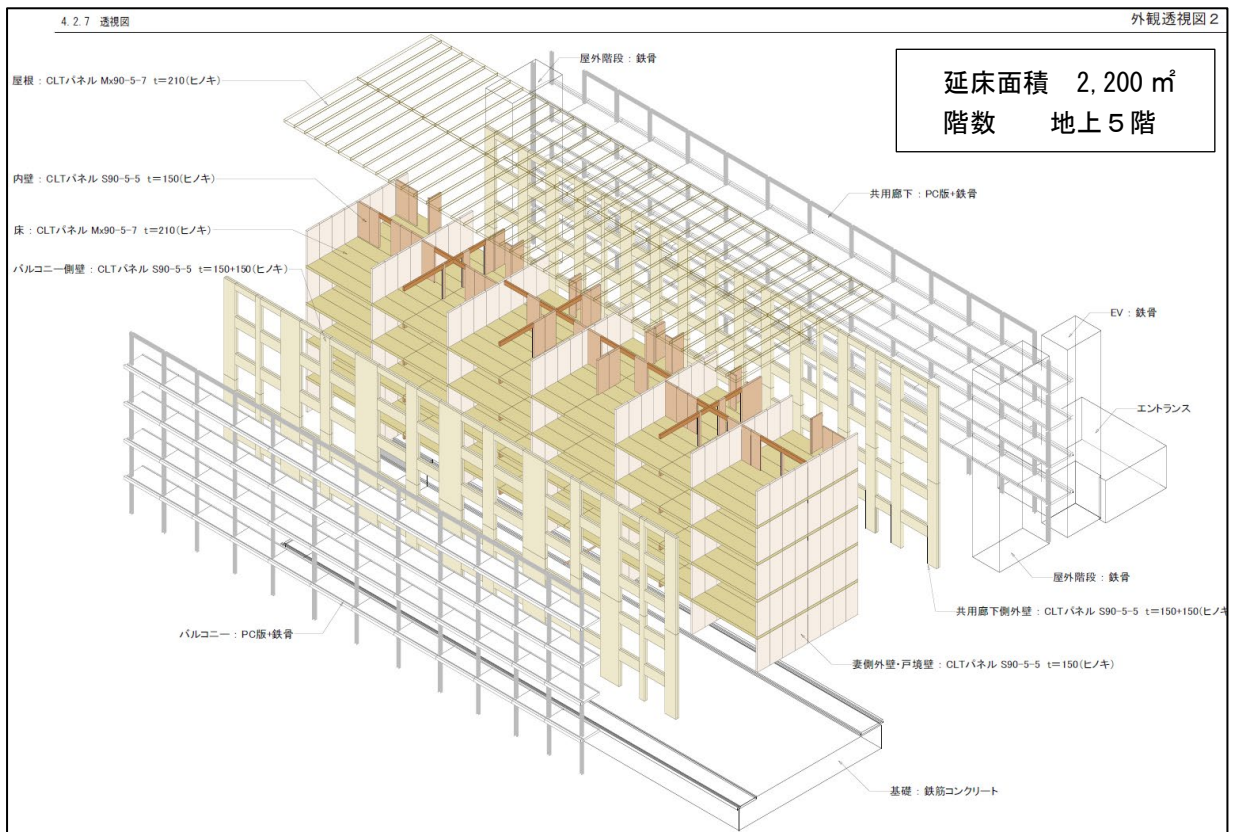 4.2.7 透視図
外観透視図2
延床面積 2,200 ㎡
階数 地上5階
屋外階段：鉄骨
屋根：CLTパネル Mx90-5-7 t=210(ヒノキ)
内壁：CLTパネル S90-5-5 t=150(ヒノキ)
共用廊下：PC版+鉄骨
床：CLTパネル Mx90-5-7 t=210(ヒノキ)
バルコニー側壁：CLTパネル S90-5-5 t=150+150(ヒノキ)
EV：鉄骨
エントランス
屋外階段：鉄骨
共用廊下側外壁：CLTパネル S90-5-5 t=150+150(ヒノキ
バルコニー：PC版+鉄骨
妻側外壁・戸境壁：CLTパネル S90-5-5 t=150(ヒノキ)
基礎：鉄筋コンクリート